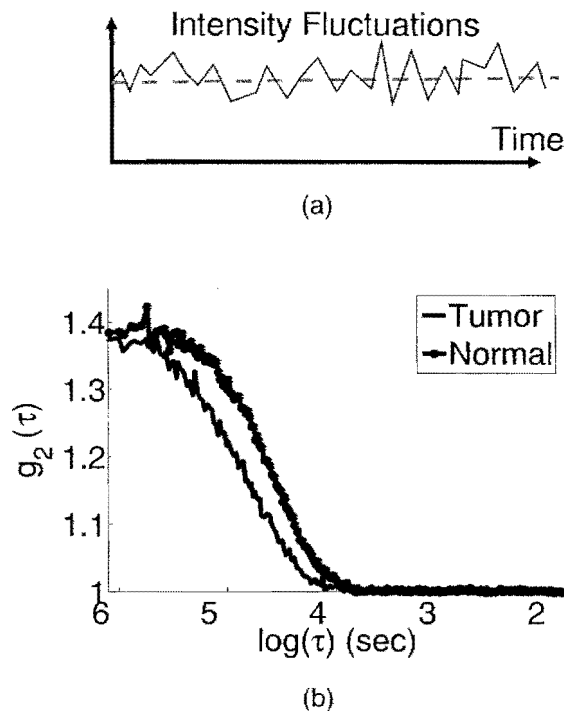 Intensity Fluctuations
Time
(a)
1.4
1.3
1.2
1.1
1
g2 (τ)
Tumor
Normal
6 5 4 3 2
log(τ) (sec)
(b)